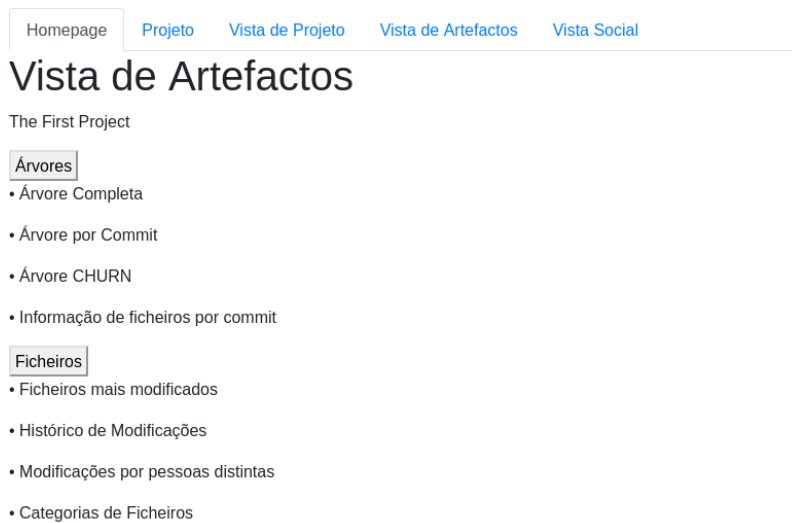 Homepage Projeto Vista de Projeto Vista de Artefactos Vista Social
Vista de Artefactos
The First Project
Árvores
• Árvore Completa
• Árvore por Commit
• Árvore CHURN
• Informação de ficheiros por commit
Ficheiros
• Ficheiros mais modificados
• Histórico de Modificações
• Modificações por pessoas distintas
• Categorias de Ficheiros